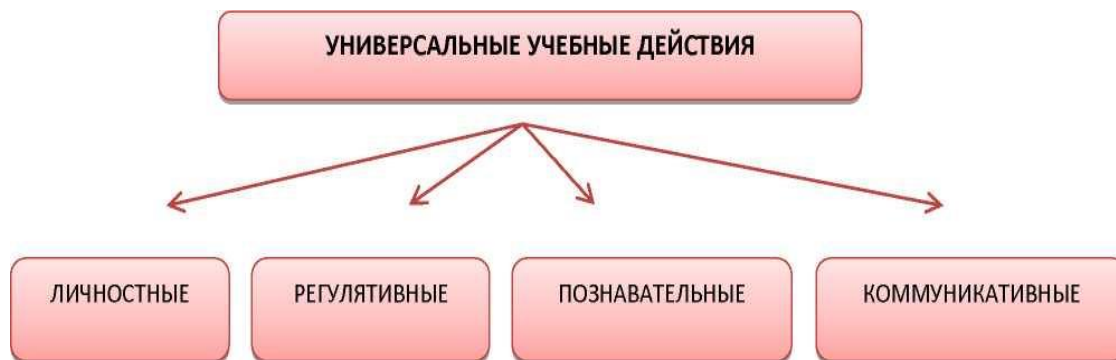 УНИВЕРСАЛЬНЫЕ УЧЕБНЫЕ ДЕЙСТВИЯ
ЛИЧНОСТНЫЕ
РЕГУЛЯТИВНЫЕ
ПОЗНАВАТЕЛЬНЫЕ
КОММУНИКАТИВНЫЕ